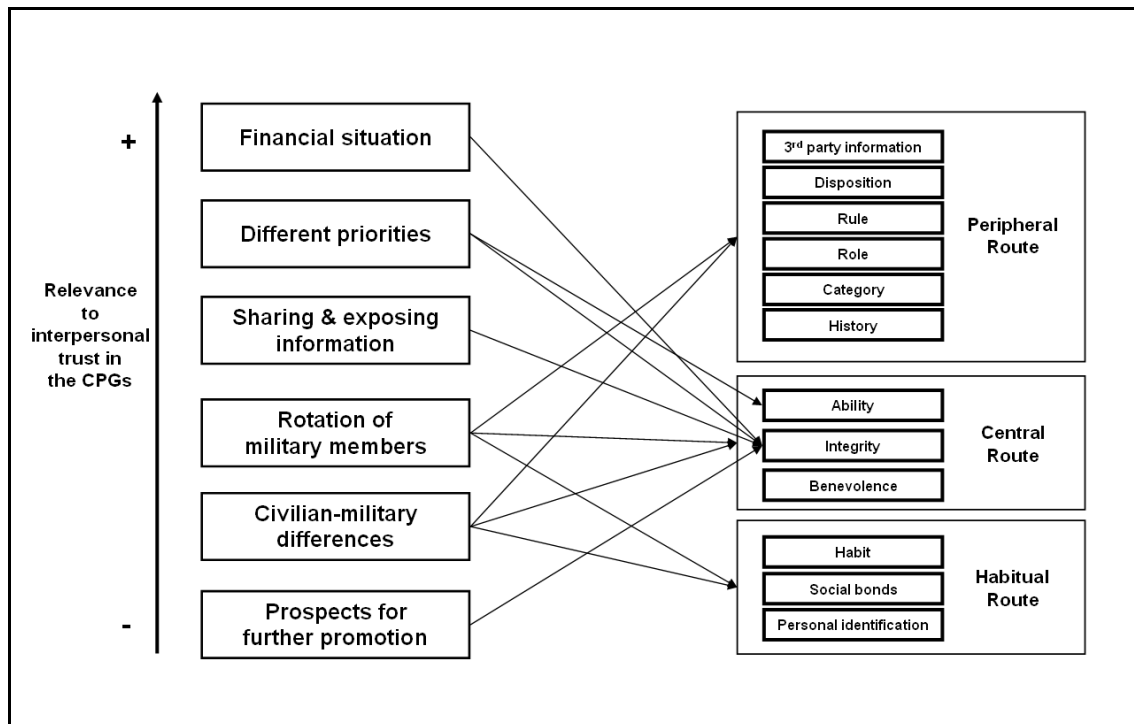 +
Relevance
to
interpersonal
trust in
the CPGs
-
Financial situation
Different priorities
Sharing & exposing
information
Rotation of
military members
Civilian-military
differences
Prospects for
further promotion
3rd party information
Disposition
Rule
Role
Category
History
Peripheral
Route
Ability
Integrity
Benevolence
Central
Route
Habit
Social bonds
Personal identification
Habitual
Route